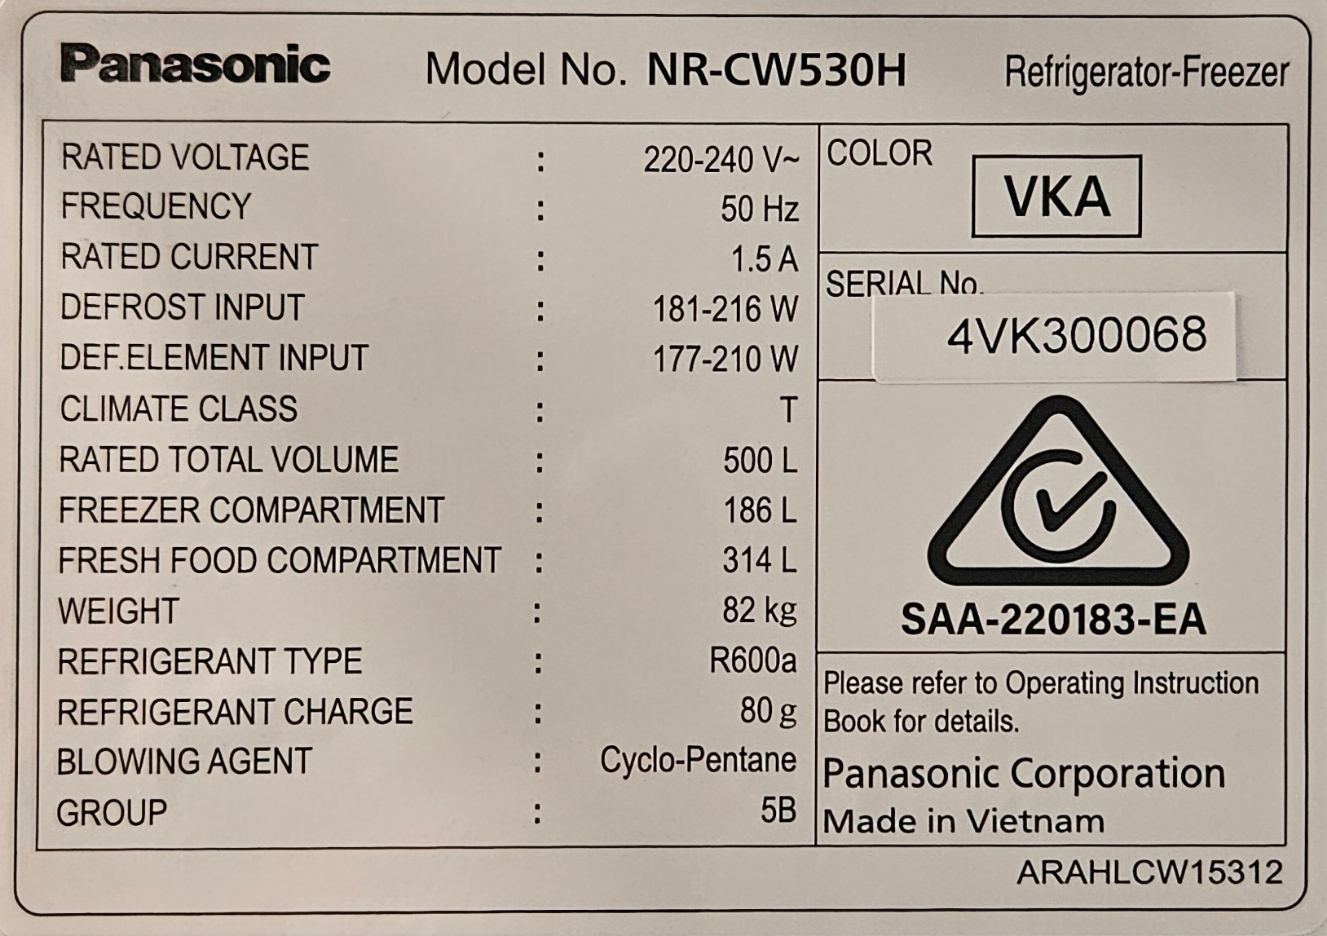 Panasonic Model No. NR-CW530H Refrigerator-Freezer
RATED VOLTAGE : 220-240 V~
FREQUENCY : 50 Hz
RATED CURRENT : 1.5 A
DEFROST INPUT : 181-216 W
DEF.ELEMENT INPUT : 177-210 W
CLIMATE CLASS : T
RATED TOTAL VOLUME : 500 L
FREEZER COMPARTMENT : 186 L
FRESH FOOD COMPARTMENT : 314 L
WEIGHT : 82 kg
REFRIGERANT TYPE : R600a
REFRIGERANT CHARGE : 80 g
BLOWING AGENT : Cyclo-Pentane
GROUP : 5B
COLOR
VKA
SERIAL No.
4VK300068
SAA-220183-EA
Please refer to Operating Instruction
Book for details.
Panasonic Corporation
Made in Vietnam
ARAHLCW15312